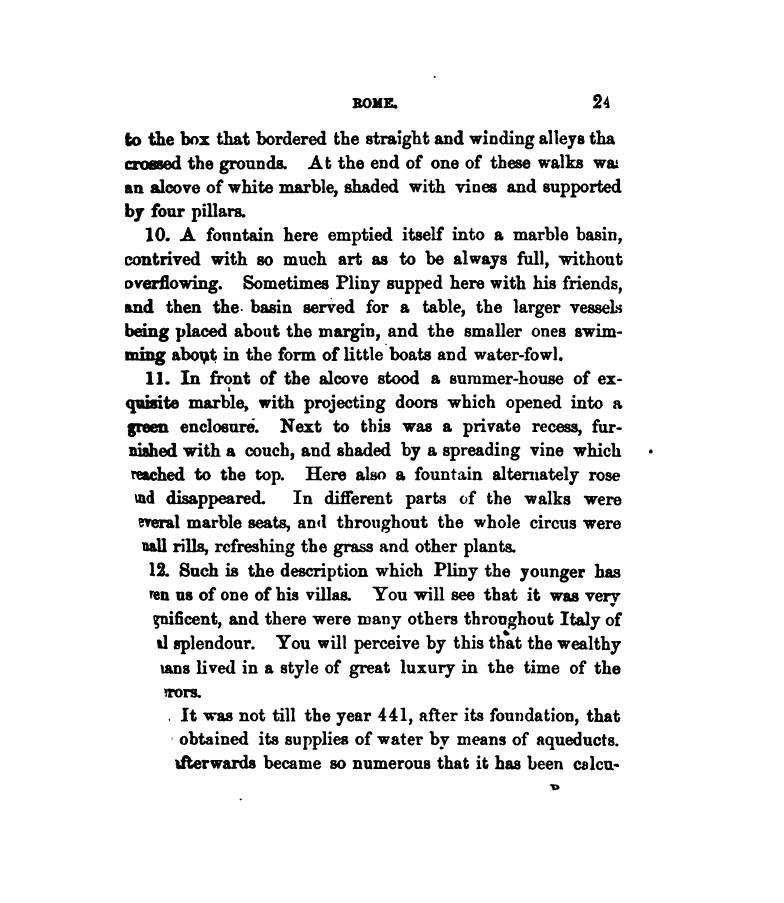 ROME. 24
to the box that bordered the straight and winding alleys tha
crossed the grounds. At the end of one of these walks was
an alcove of white marble, shaded with vines and supported
by four pillars.
10. A fountain here emptied itself into a marble basin,
contrived with so much art as to be always full, without
overflowing. Sometimes Pliny supped here with his friends,
and then the basin served for a table, the larger vessels
being placed about the margin, and the smaller ones swim-
ming about in the form of little boats and water-fowl.
11. In front of the alcove stood a summer-house of ex-
quisite marble, with projecting doors which opened into a
green enclosure. Next to this was a private recess, fur-
nished with a couch, and shaded by a spreading vine which
reached to the top. Here also a fountain alternately rose
and disappeared. In different parts of the walks were
everal marble seats, and throughout the whole circus were
nall rills, refreshing the grass and other plants.
12. Such is the description which Pliny the younger has
ven us of one of his villas. You will see that it was very
gnificent, and there were many others throughout Italy of
al splendour. You will perceive by this that the wealthy
ans lived in a style of great luxury in the time of the
rors.
It was not till the year 441, after its foundation, that
obtained its supplies of water by means of aqueducts.
afterwards became so numerous that it has been calcu-
D